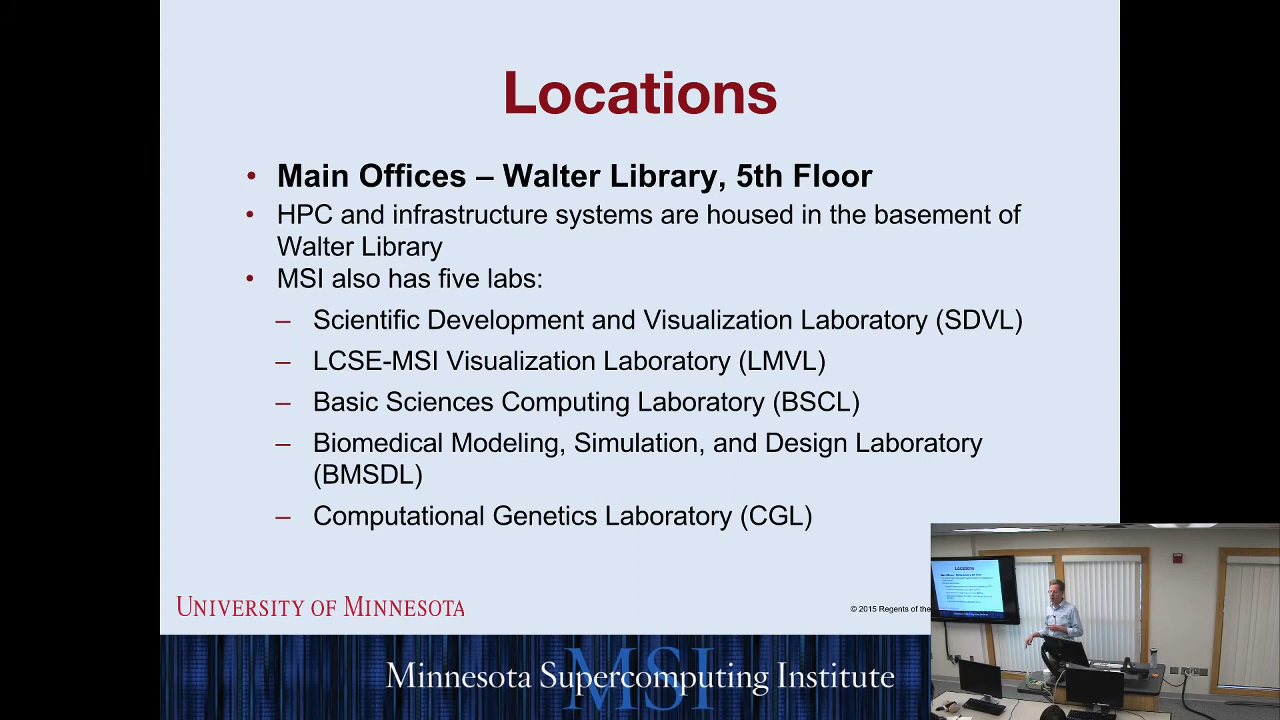 Locations
• Main Offices – Walter Library, 5th Floor
• HPC and infrastructure systems are housed in the basement of
Walter Library
• MSI also has five labs:
– Scientific Development and Visualization Laboratory (SDVL)
– LCSE-MSI Visualization Laboratory (LMVL)
– Basic Sciences Computing Laboratory (BSCL)
– Biomedical Modeling, Simulation, and Design Laboratory
(BMSDL)
– Computational Genetics Laboratory (CGL)
UNIVERSITY OF MINNESOTA
© 2015 Regents of the
MSI
Minnesota Supercomputing Institute
Locations